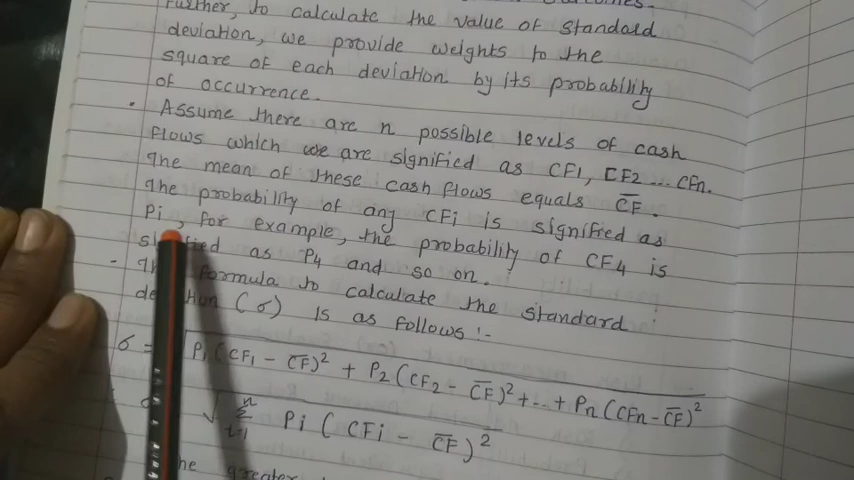 Further, to calculate the value of standard
deviation, we provide weights to the
square of each deviation by its probability
of occurrence.
• Assume there are n possible levels of cash
flows which we are signified as CF1, CF2 ... CFn.
The mean of these cash flows equals C̅F̅.
The probability of any CFi is signified as
Pi, for example, the probability of CF4 is
as P4 and so on.
- formula to calculate the standard
(σ) is as follows :-
σ = √P1(CF1 - C̅F̅)² + P2(CF2 - C̅F̅)² + ... + Pn(CFn - C̅F̅)²
√ⁿΣi=1 Pi(CFi - C̅F̅)²
the greater